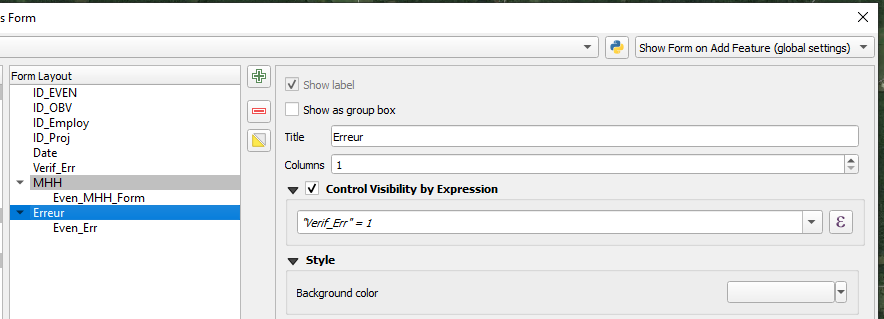 s Form
Show Form on Add Feature (global settings)
Form Layout
ID_EVEN
ID_OBV
ID_Employ
ID_Proj
Date
Verif_Err
MHH
Even_MHH_Form
Erreur
Even_Err
Show label
Show as group box
Title Erreur
Columns 1
Control Visibility by Expression
"Verif_Err" = 1
ε
Style
Background color